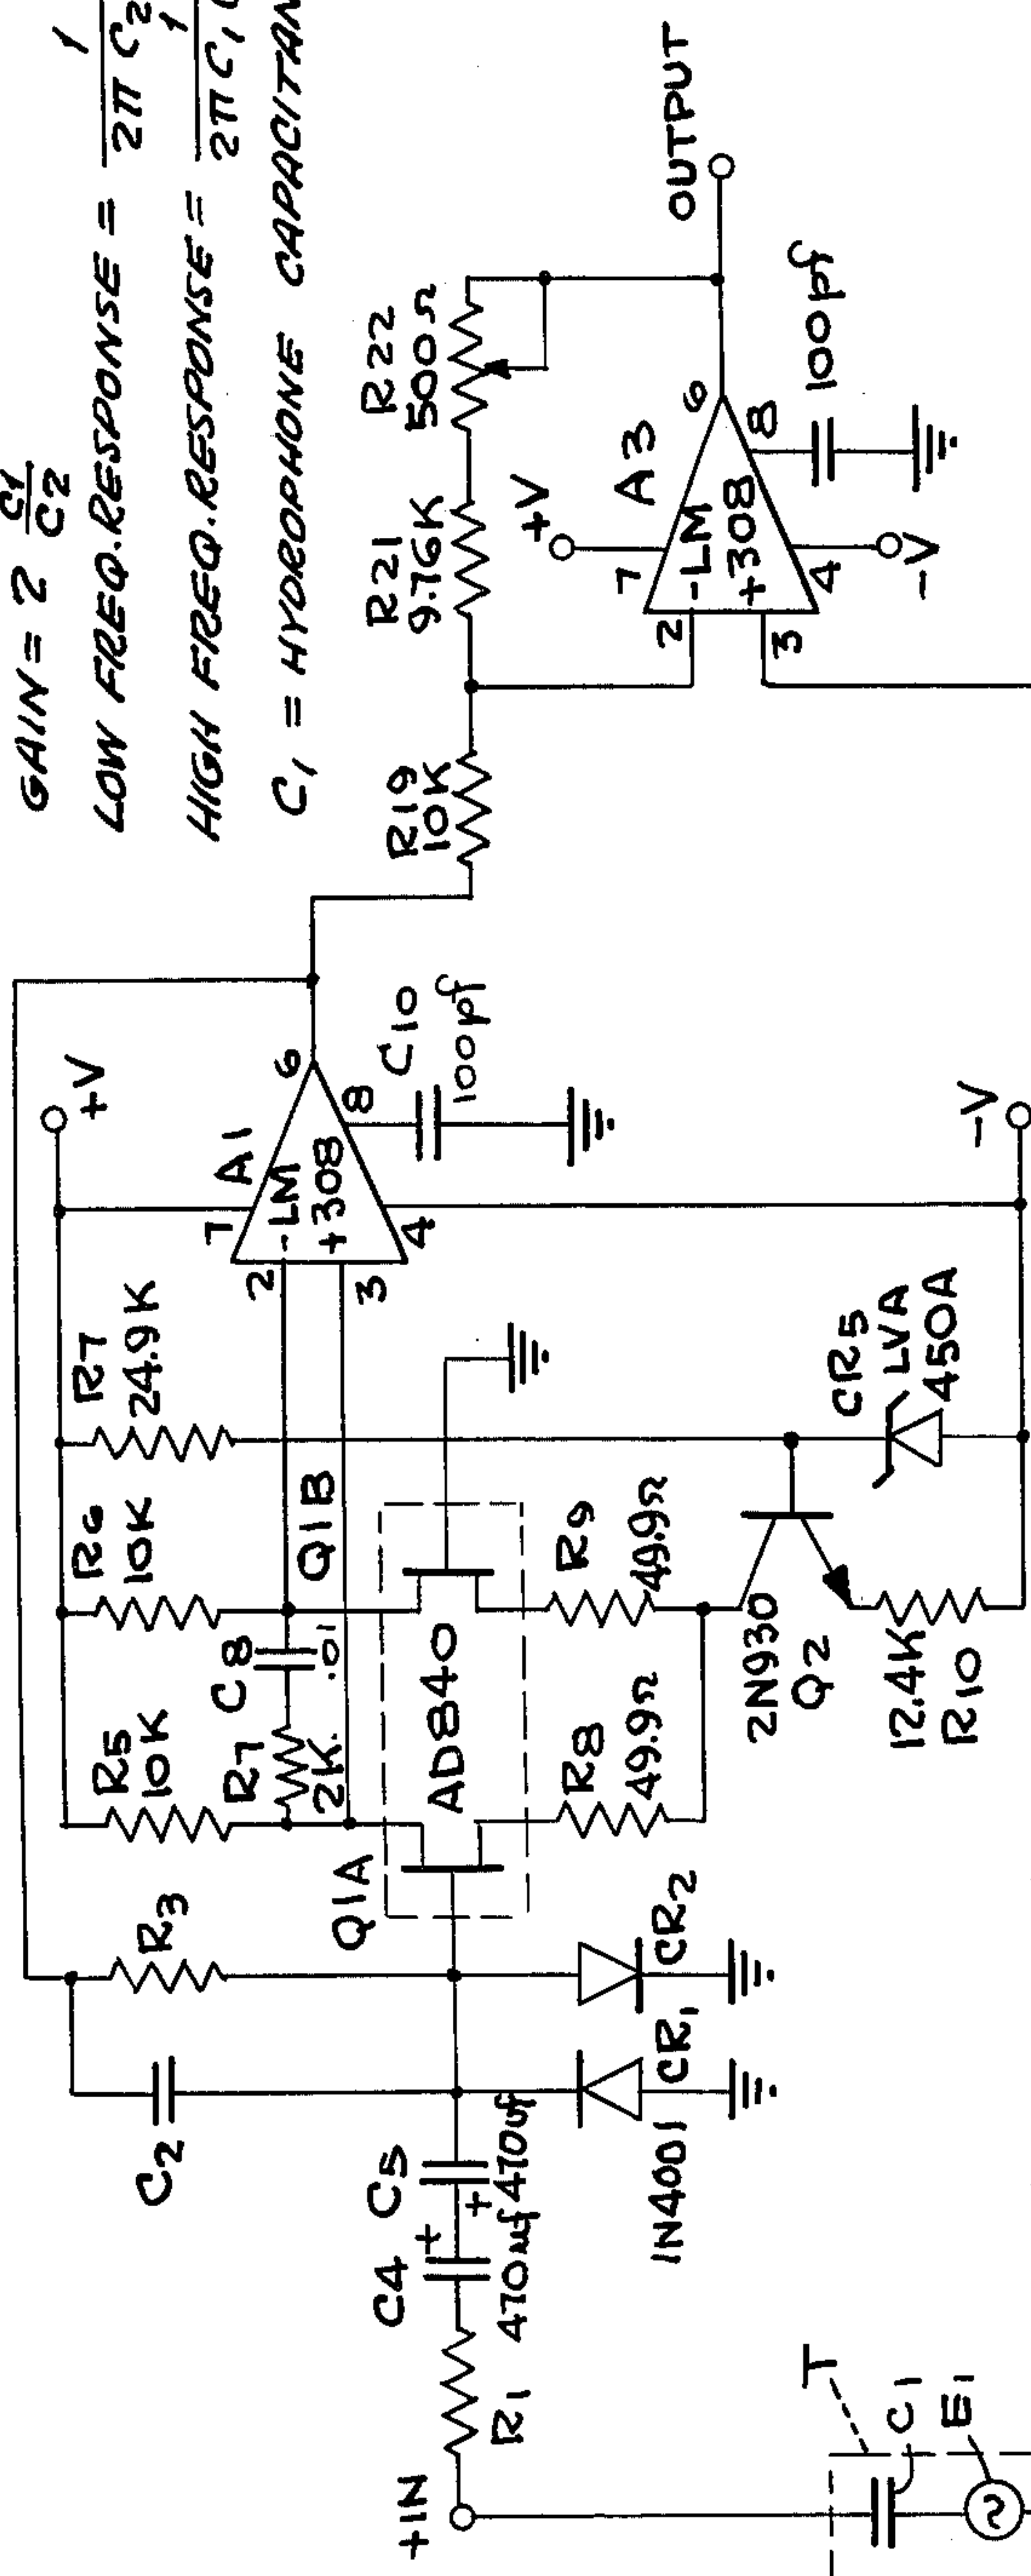 GAIN = 2 C1/C2
LOW FREQ. RESPONSE = 1/2π C2
HIGH FREQ. RESPONSE = 1/2π C1
C1 = HYDROPHONE CAPACITAN
+V
R3
R5
10K
R6
10K
R7
24.9K
C2
R7
2K.
C8
.01
Q1B
7
A1
2
-LM
+308
3
6
8
4
C10
100pf
R19
10K
R21
9.76K
R22
500Ω
+V
7
A3
2
-LM
+308
3
6
8
4
-V
100pf
OUTPUT
Q1A
AD840
+IN
R1
C4
+
470uf
C5
+
470uf
1N4001
CR1
CR2
R8
49.9Ω
R9
49.9Ω
2N930
Q2
CR5
LVA
450A
12.4K
R10
-V
T
C1
E1